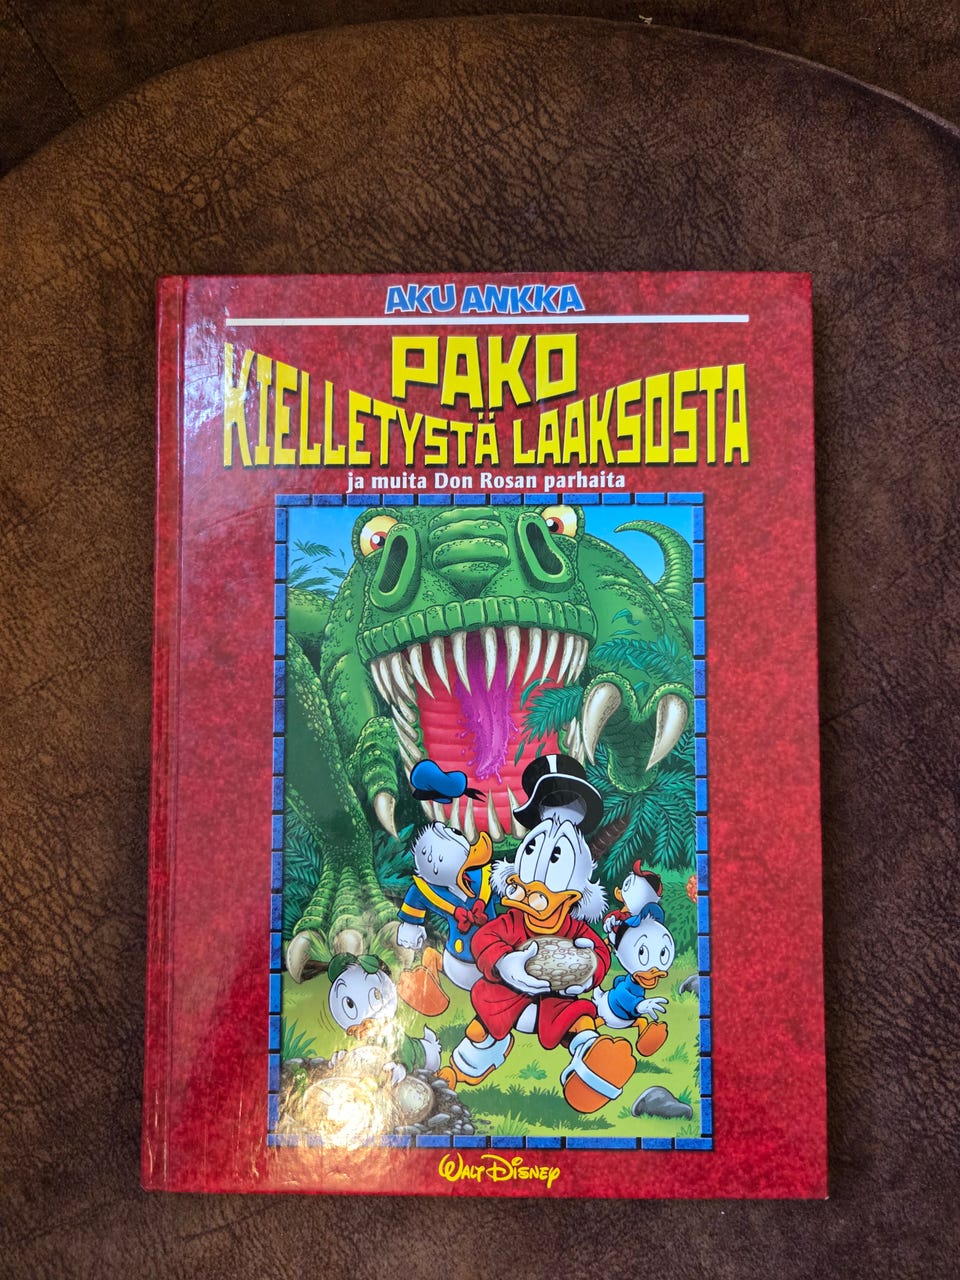 AKU ANKKA
PAKO
KIELLETYSTÄ LAAKSOSTA
ja muita Don Rosan parhaita
WALT DISNEY